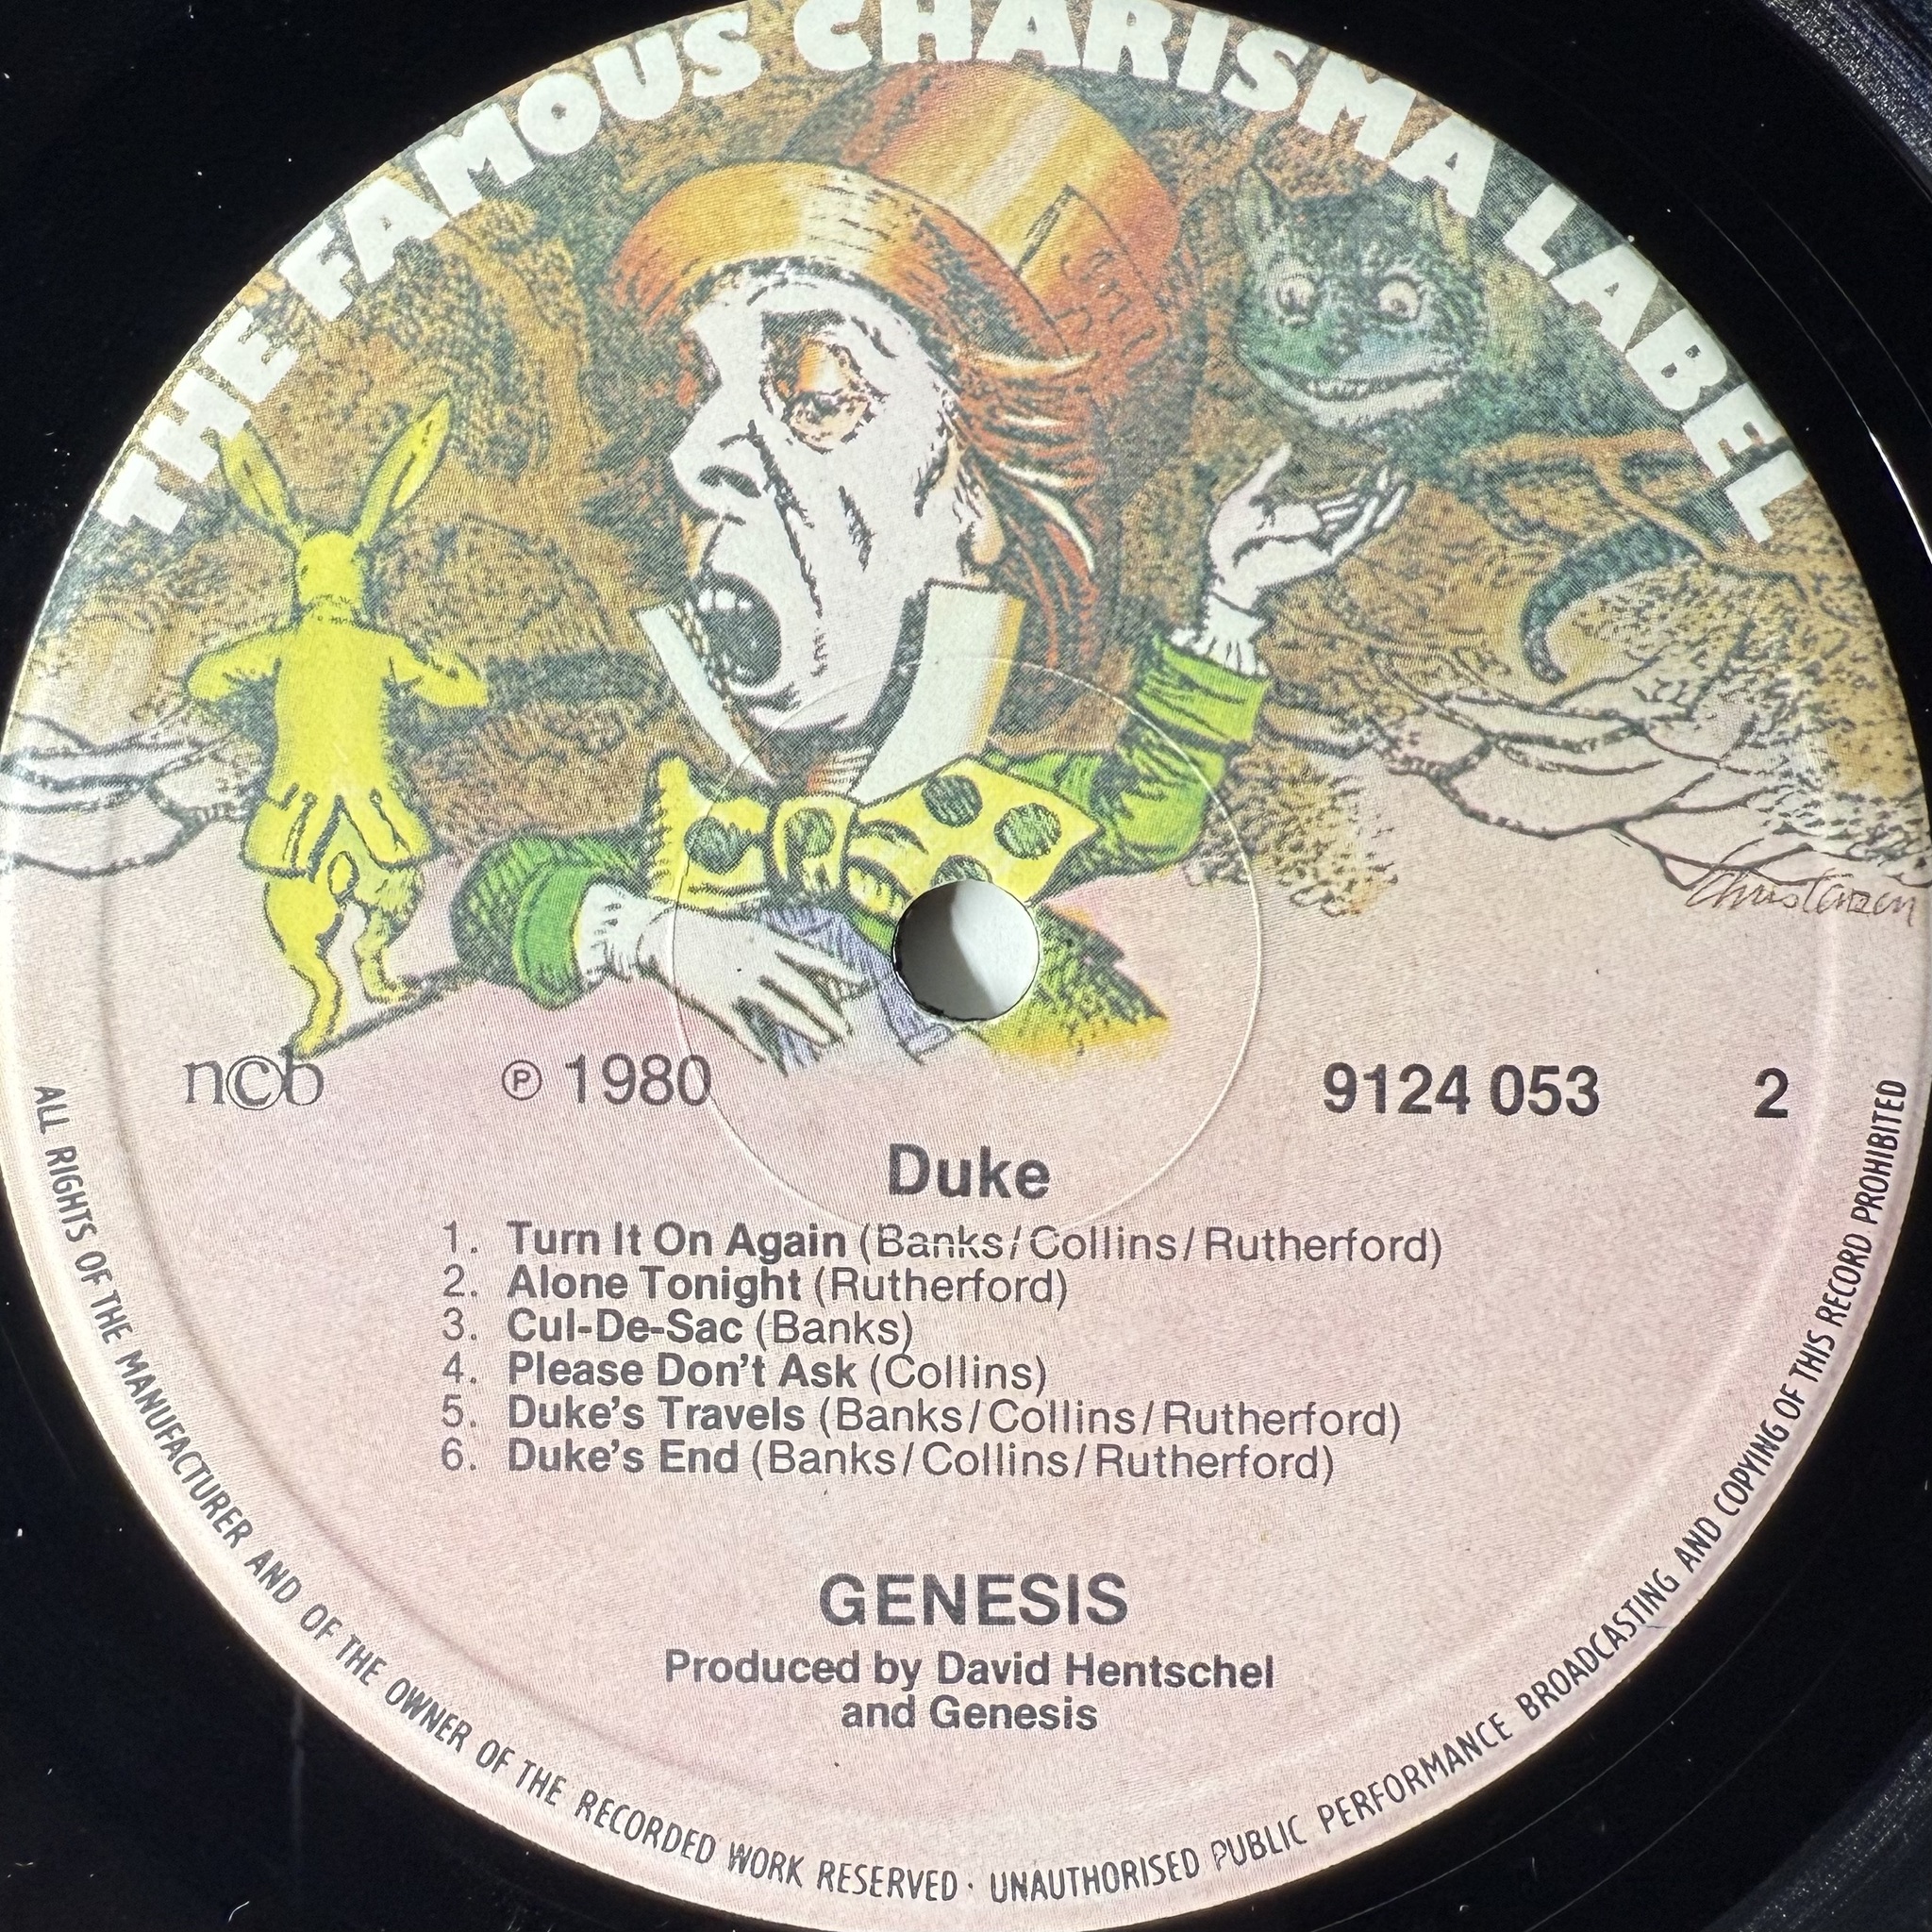 THE FAMOUS CHARISMA LABEL
Christensen
ncb ℗ 1980 9124 053 2
Duke
1. Turn It On Again (Banks/Collins/Rutherford)
2. Alone Tonight (Rutherford)
3. Cul-De-Sac (Banks)
4. Please Don't Ask (Collins)
5. Duke's Travels (Banks/Collins/Rutherford)
6. Duke's End (Banks/Collins/Rutherford)
GENESIS
Produced by David Hentschel
and Genesis
ALL RIGHTS OF THE MANUFACTURER AND OF THE OWNER OF THE RECORDED WORK RESERVED · UNAUTHORISED PUBLIC PERFORMANCE BROADCASTING AND COPYING OF THIS RECORD PROHIBITED